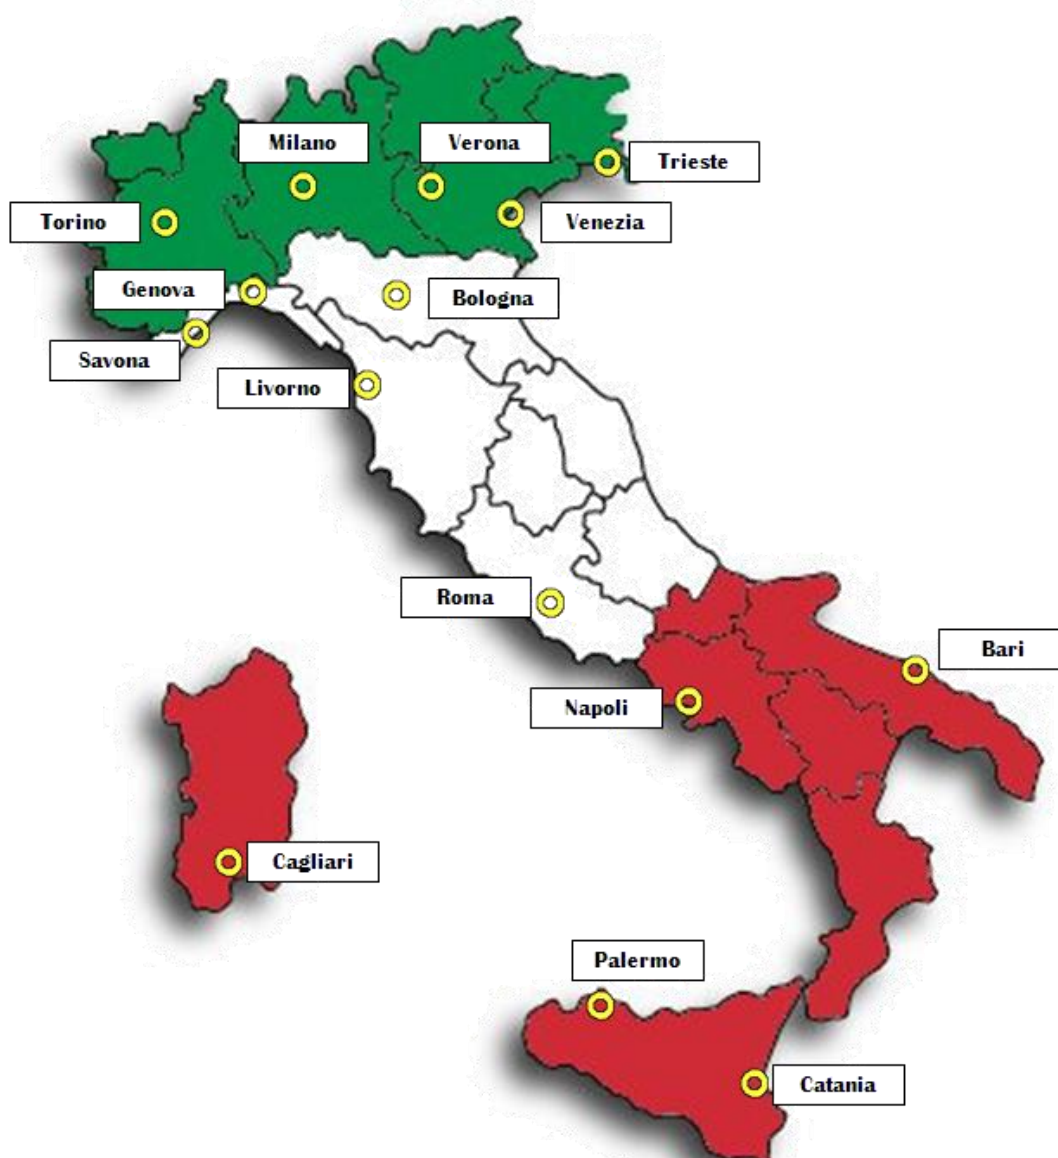 Milano
Verona
Trieste
Torino
Venezia
Genova
Bologna
Savona
Livorno
Roma
Bari
Napoli
Cagliari
Palermo
Catania